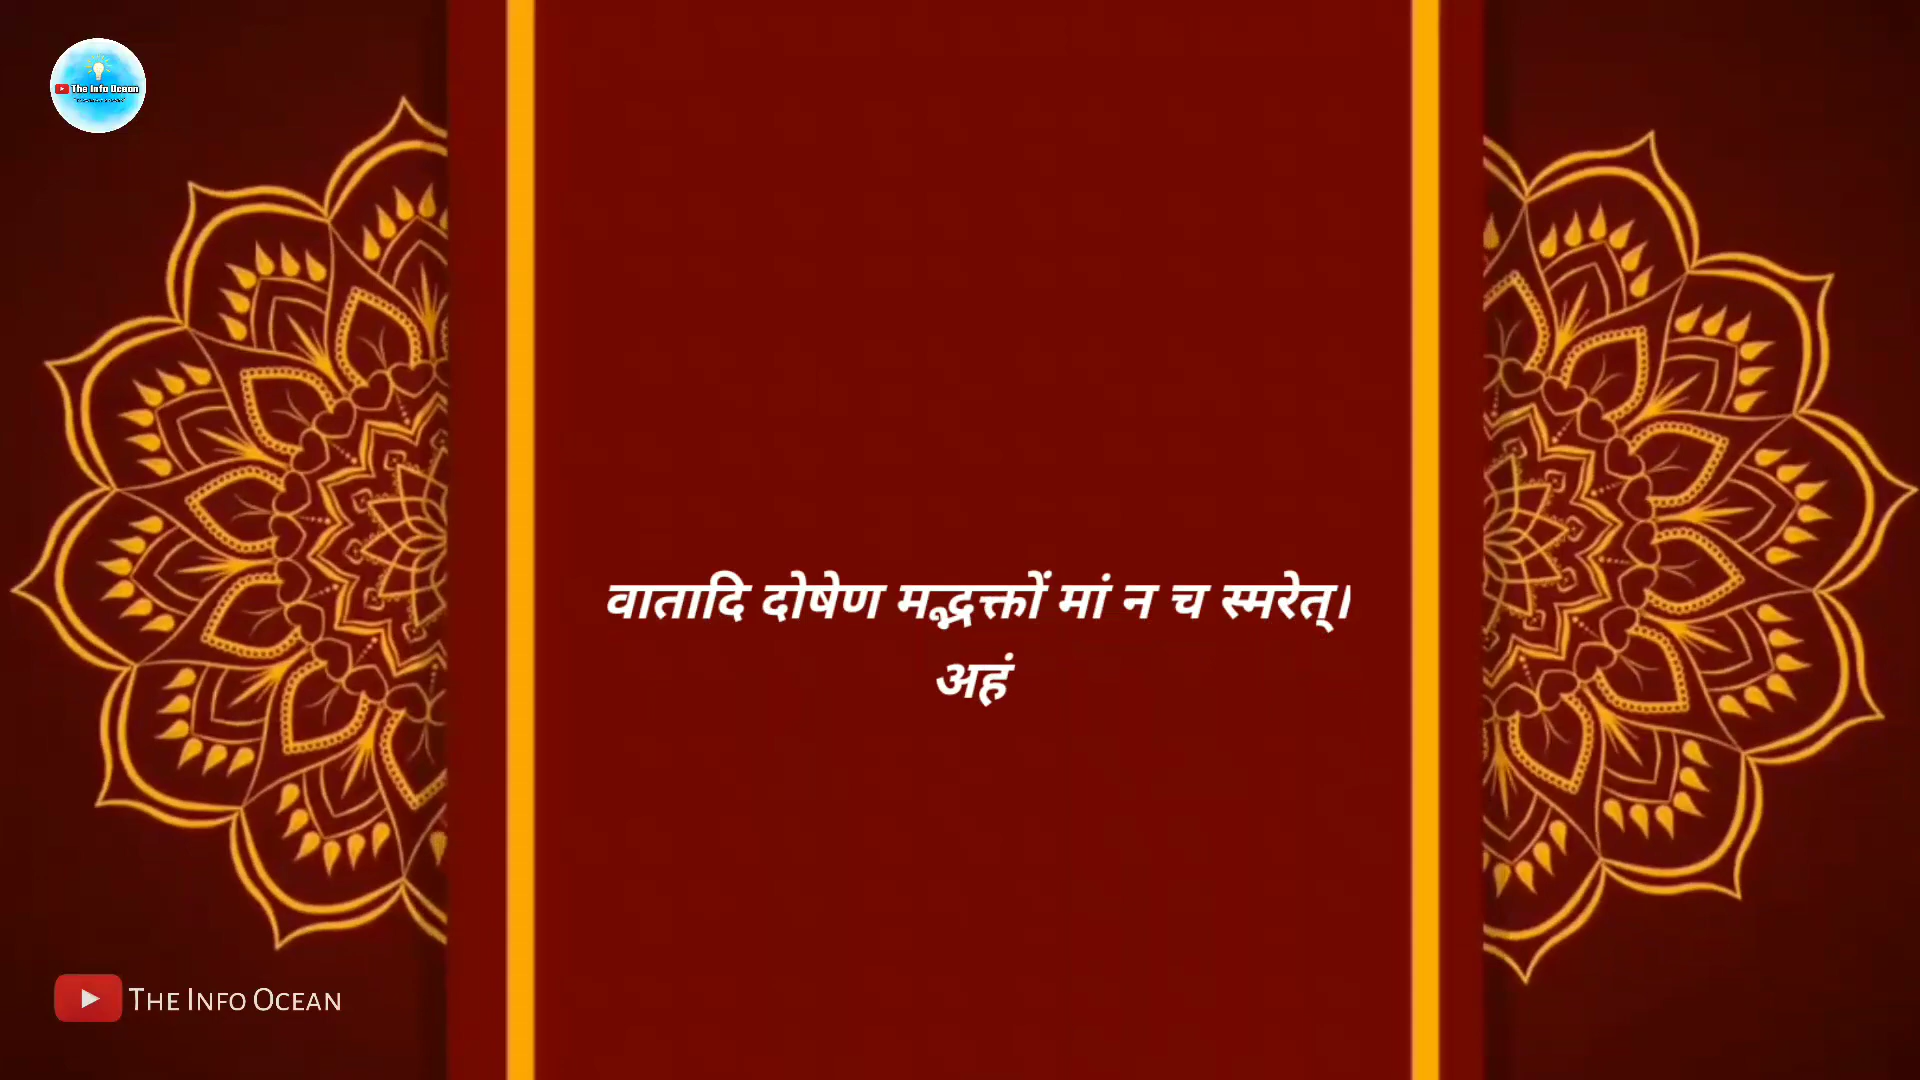 The Info Ocean
वातादि दोषेण मद्भक्तों मां न च स्मरेत्।
अहं
The Info Ocean